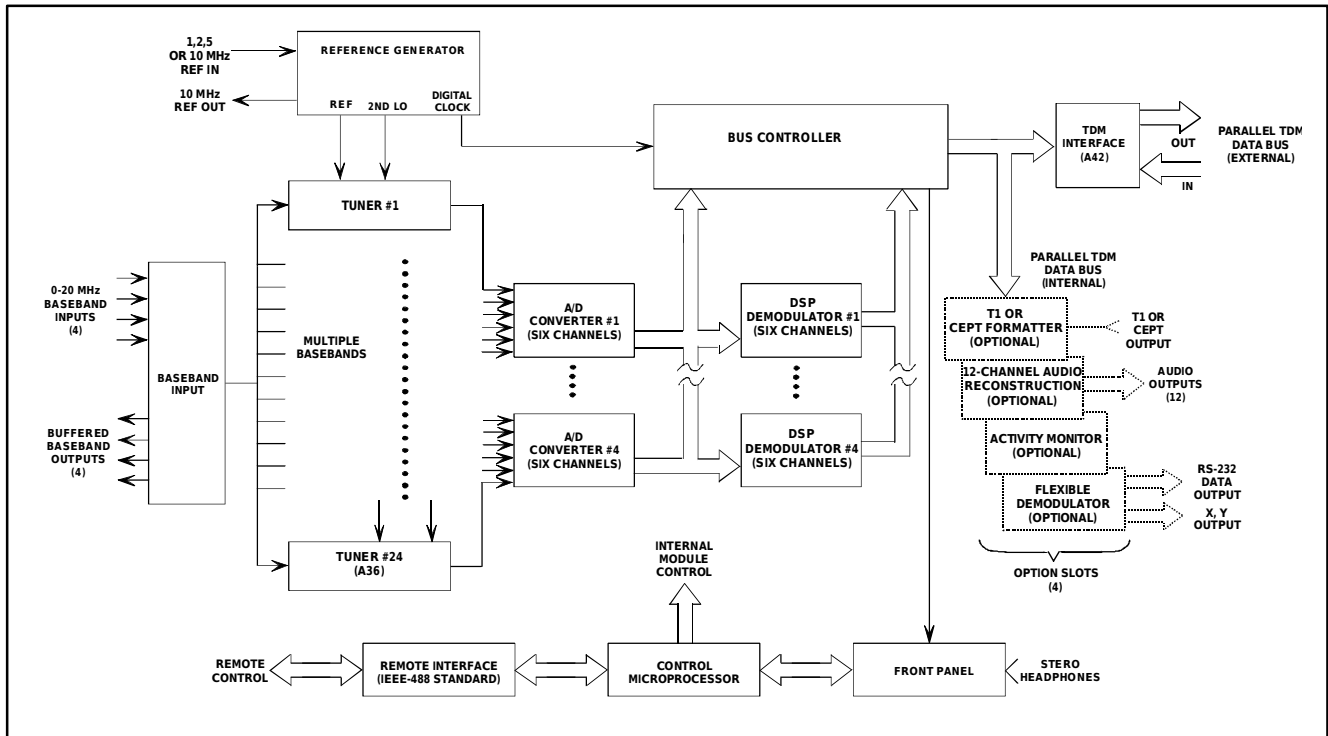 1,2,5
OR 10 MHz
REF IN
10 MHz
REF OUT
REFERENCE GENERATOR
REF
2ND LO
DIGITAL
CLOCK
BUS CONTROLLER
TDM
INTERFACE
(A42)
OUT
IN
PARALLEL TDM
DATA BUS
(EXTERNAL)
TUNER #1
0-20 MHz
BASEBAND
INPUTS
(4)
BASEBAND
INPUT
BUFFERED
BASEBAND
OUTPUTS
(4)
MULTIPLE
BASEBANDS
TUNER #24
(A36)
A/D
CONVERTER #1
(SIX CHANNELS)
A/D
CONVERTER #4
(SIX CHANNELS)
DSP
DEMODULATOR #1
(SIX CHANNELS)
DSP
DEMODULATOR #4
(SIX CHANNELS)
PARALLEL TDM
DATA BUS
(INTERNAL)
T1 OR
CEPT FORMATTER
(OPTIONAL)
T1 OR
CEPT
OUTPUT
12-CHANNEL AUDIO
RECONSTRUCTION
(OPTIONAL)
AUDIO
OUTPUTS
(12)
ACTIVITY MONITOR
(OPTIONAL)
FLEXIBLE
DEMODULATOR
(OPTIONAL)
RS-232
DATA
OUTPUT
X, Y
OUTPUT
OPTION SLOTS
(4)
INTERNAL
MODULE
CONTROL
REMOTE
CONTROL
REMOTE INTERFACE
(IEEE-488 STANDARD)
CONTROL
MICROPROCESSOR
FRONT PANEL
STERO
HEADPHONES